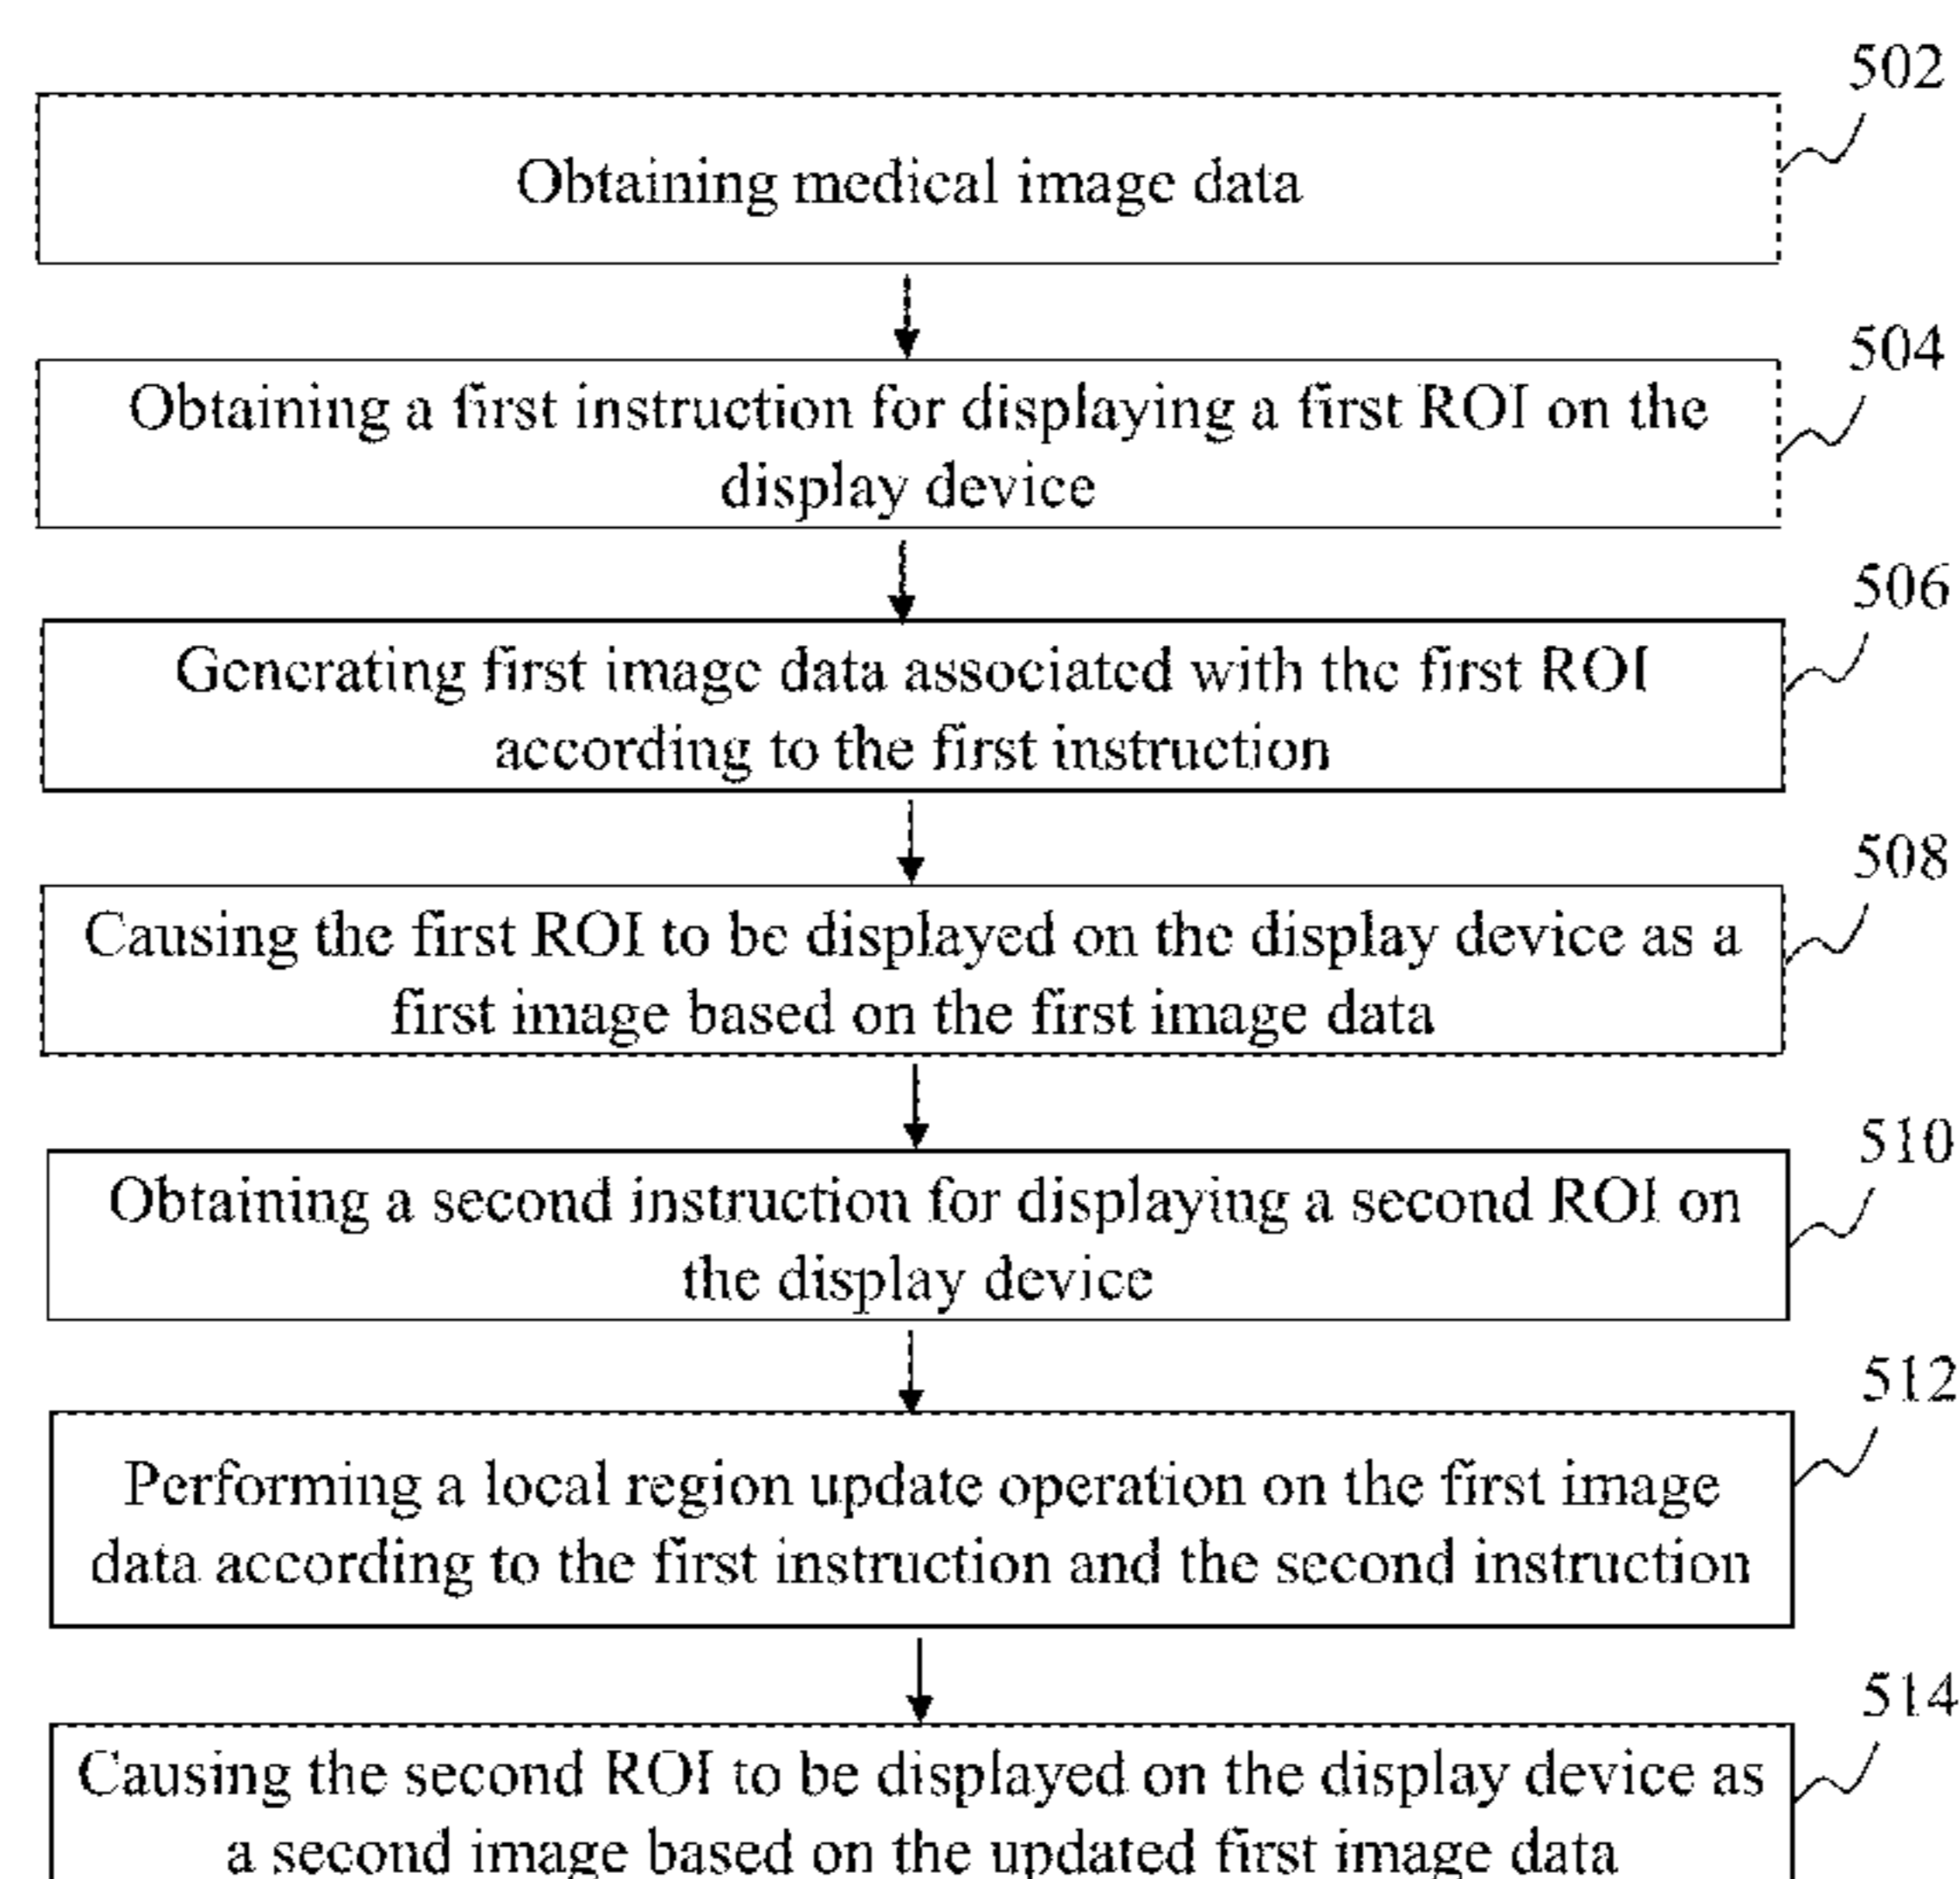 502
Obtaining medical image data
504
Obtaining a first instruction for displaying a first ROI on the
display device
506
Generating first image data associated with the first ROI
according to the first instruction
508
Causing the first ROI to be displayed on the display device as a
first image based on the first image data
510
Obtaining a second instruction for displaying a second ROI on
the display device
512
Performing a local region update operation on the first image
data according to the first instruction and the second instruction
514
Causing the second ROI to be displayed on the display device as
a second image based on the updated first image data